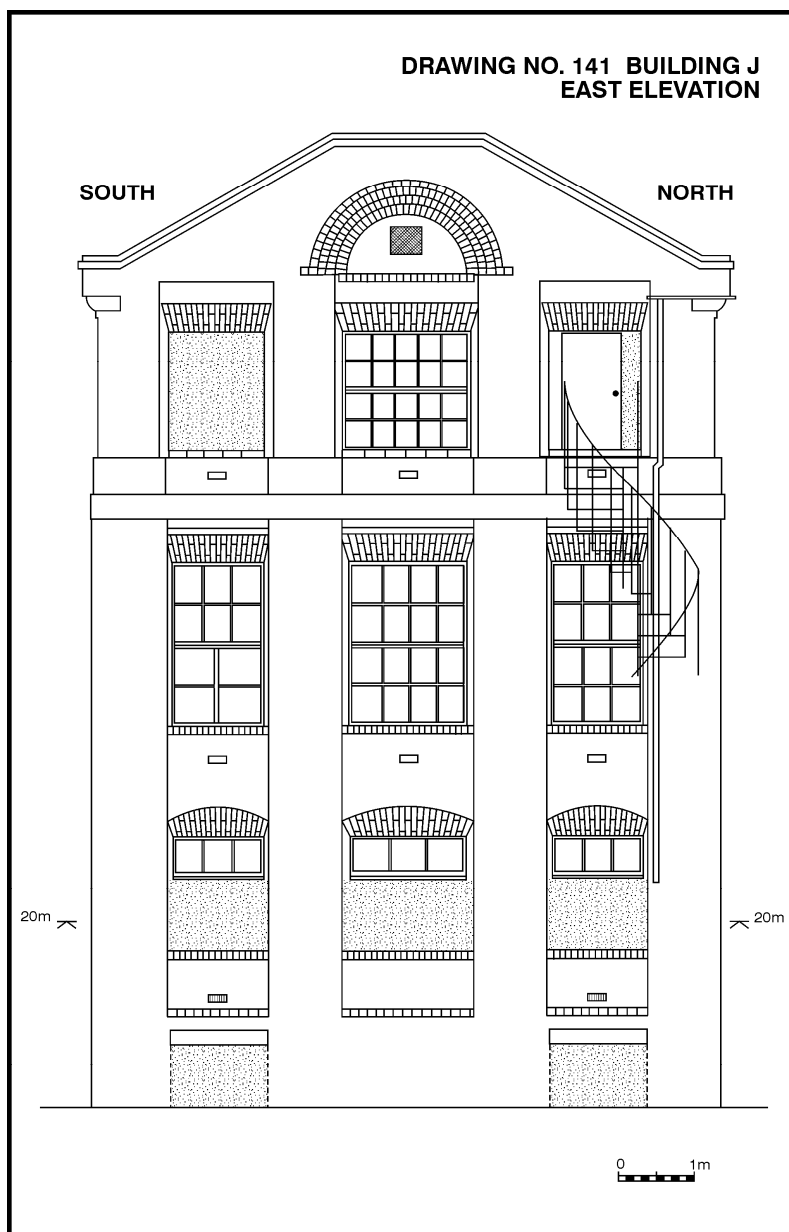 DRAWING NO. 141 BUILDING J
EAST ELEVATION
SOUTH
NORTH
20m
20m
0
1m